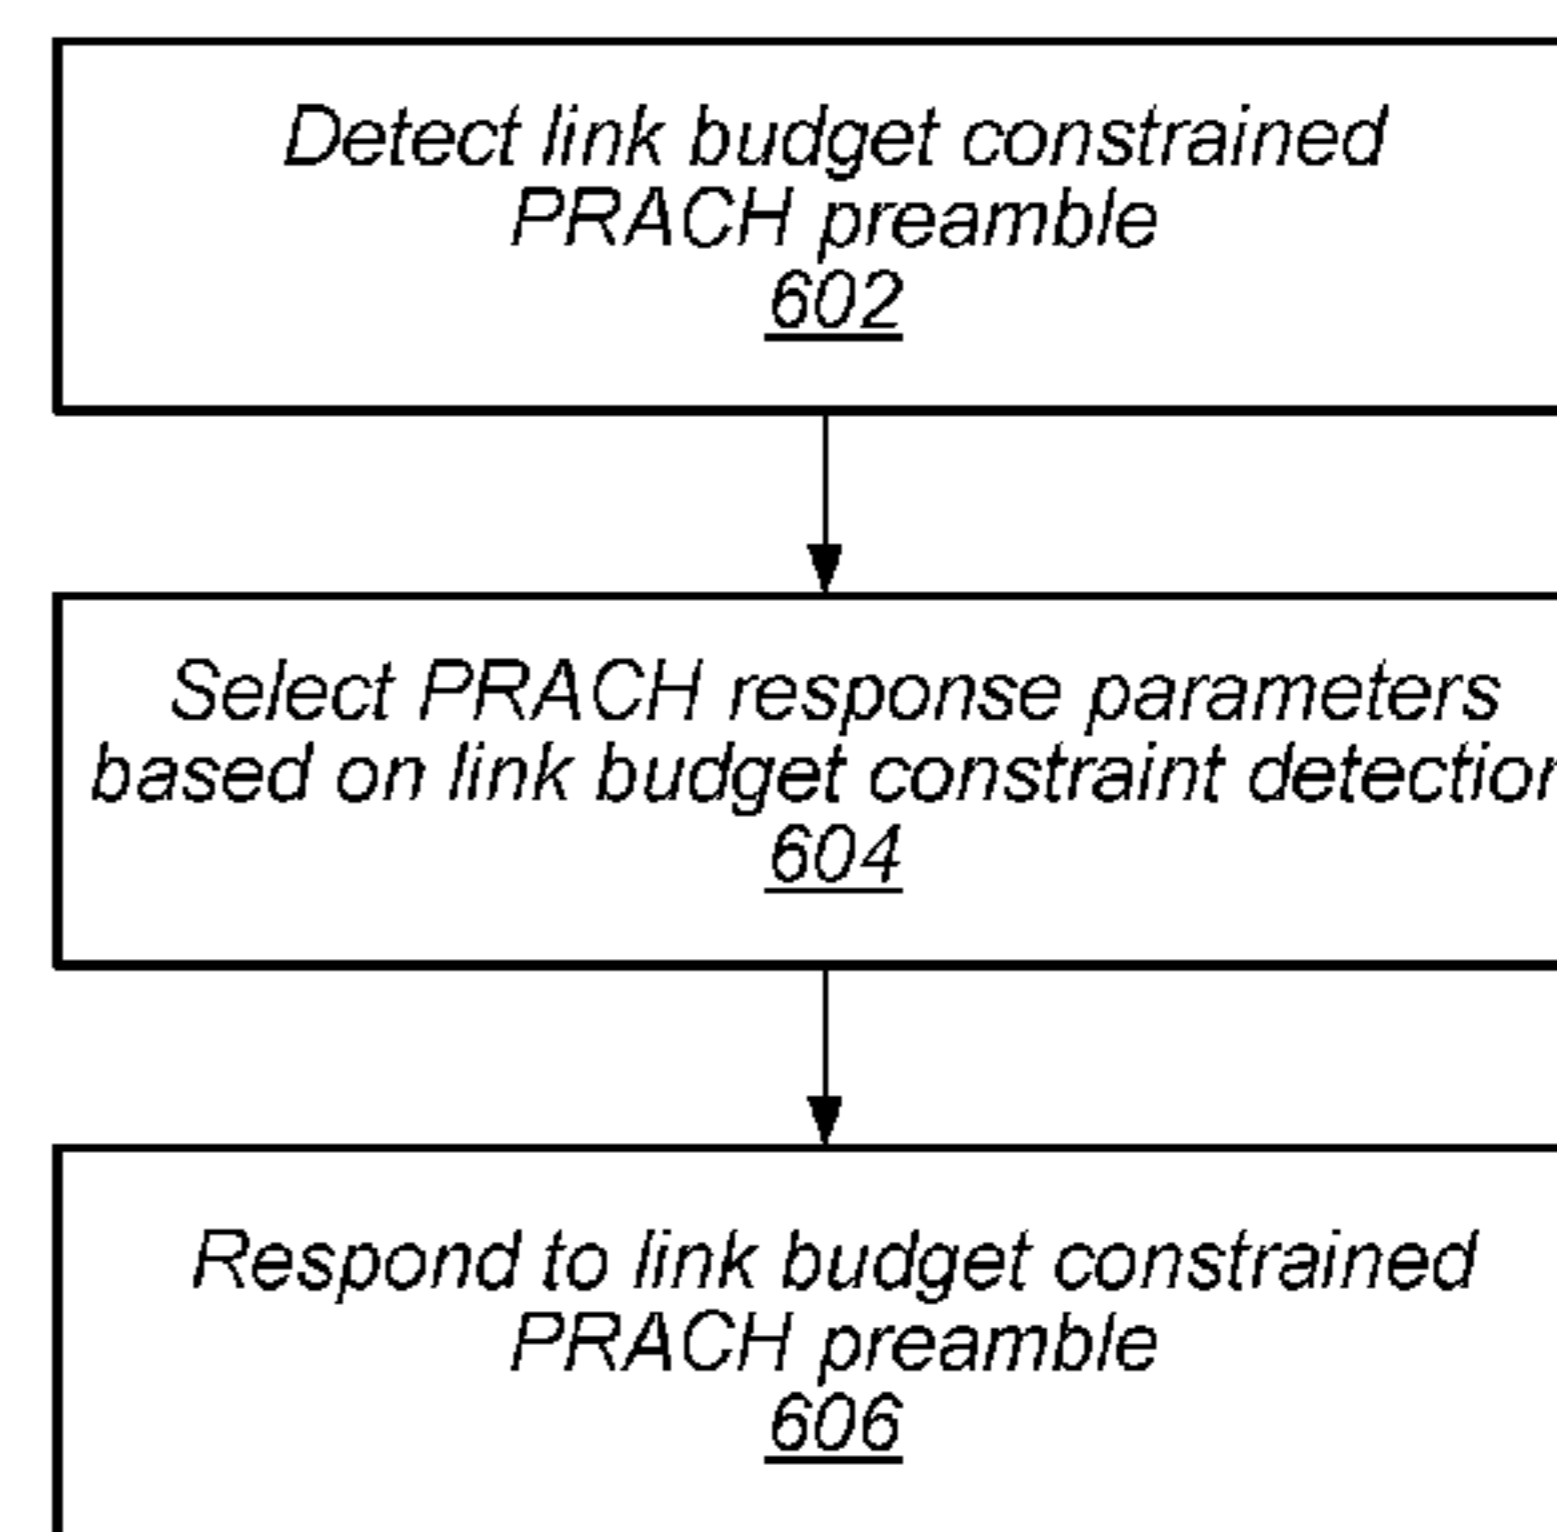 Detect link budget constrained
PRACH preamble
602
Select PRACH response parameters
based on link budget constraint detection
604
Respond to link budget constrained
PRACH preamble
606